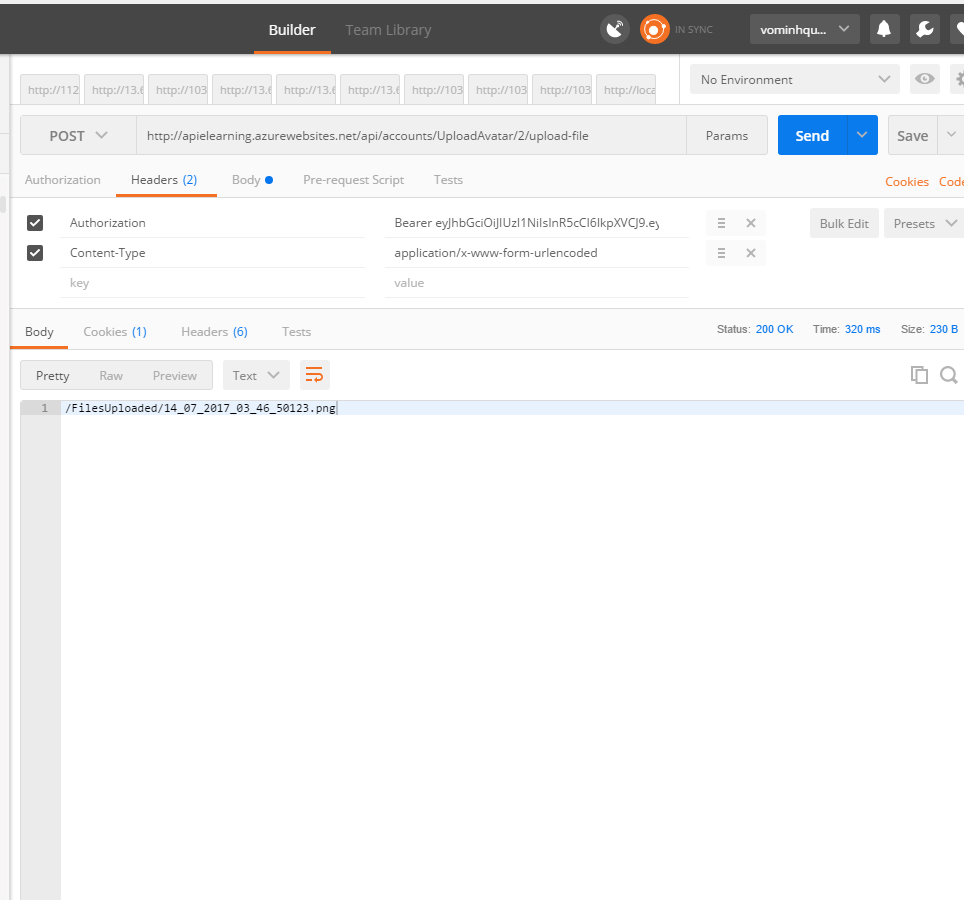 Builder Team Library IN SYNC vominhqu...
http://112 http://13.6 http://103 http://13.6 http://13.6 http://13.6 http://103 http://103 http://103 http://loca No Environment
POST http://apielearning.azurewebsites.net/api/accounts/UploadAvatar/2/upload-file Params Send Save
Authorization Headers (2) Body Pre-request Script Tests Cookies Code
Authorization Bearer eyJhbGciOiJIUzI1NiIsInR5cCI6IkpXVCJ9.ey Bulk Edit Presets
Content-Type application/x-www-form-urlencoded
key value
Body Cookies (1) Headers (6) Tests Status: 200 OK Time: 320 ms Size: 230 B
Pretty Raw Preview Text
1 /FilesUploaded/14_07_2017_03_46_50123.png